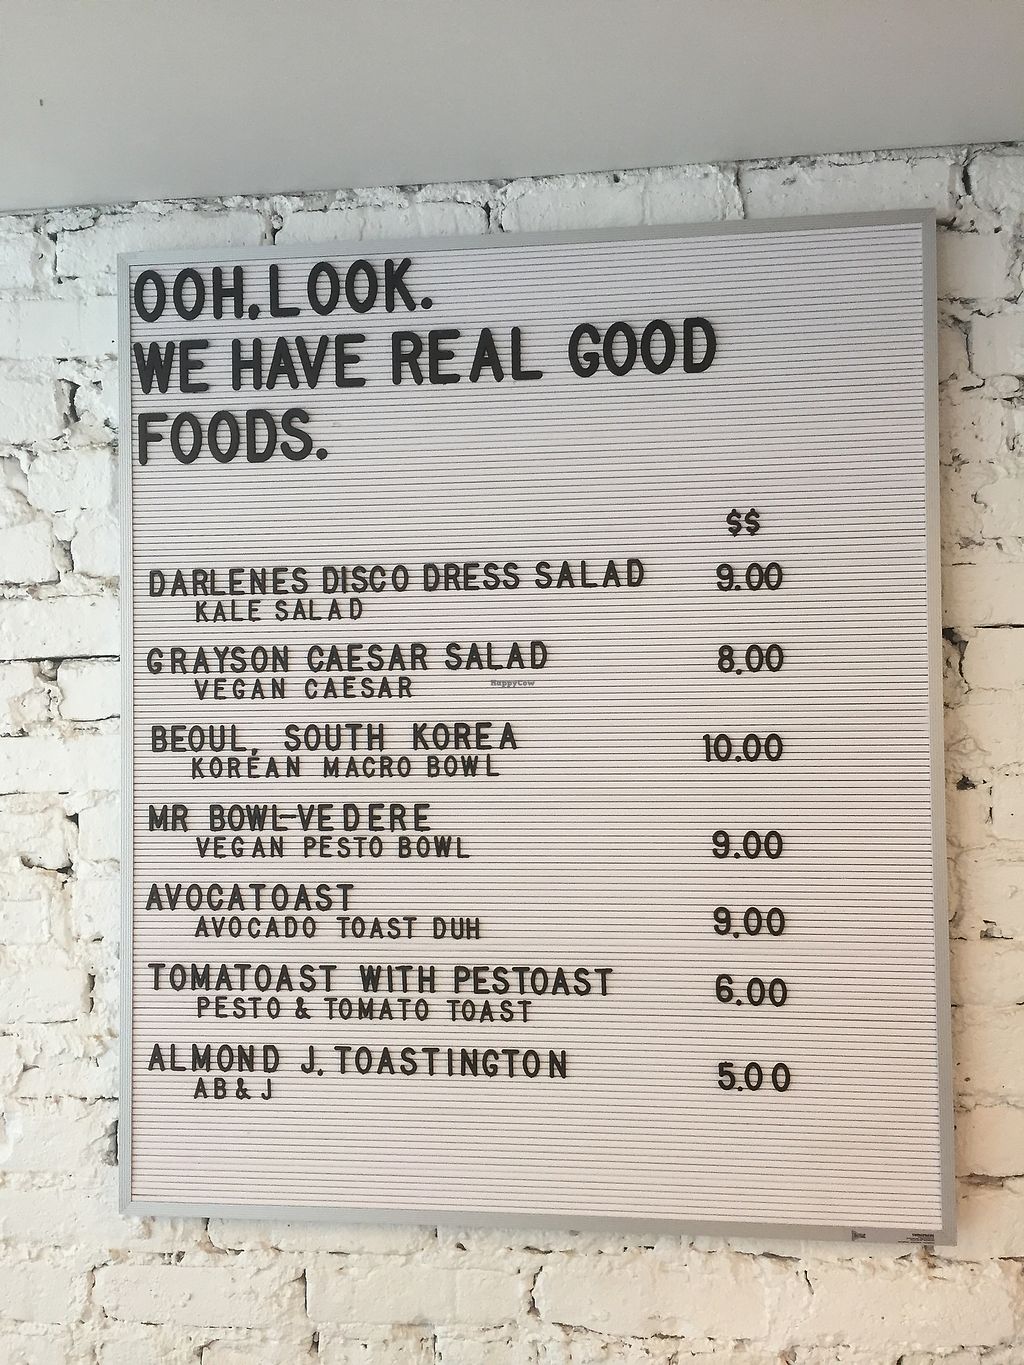 OOH. LOOK.
WE HAVE REAL GOOD
FOODS.
$$
DARLENES DISCO DRESS SALAD 9.00
KALE SALAD
GRAYSON CAESAR SALAD 8.00
VEGAN CAESAR
HappyCow
BEOUL, SOUTH KOREA 10.00
KOREAN MACRO BOWL
MR BOWL-VEDERE
VEGAN PESTO BOWL 9.00
AVOCATOAST
AVOCADO TOAST DUH 9.00
TOMATOAST WITH PESTOAST 6.00
PESTO & TOMATO TOAST
ALMOND J. TOASTINGTON 5.00
AB & J